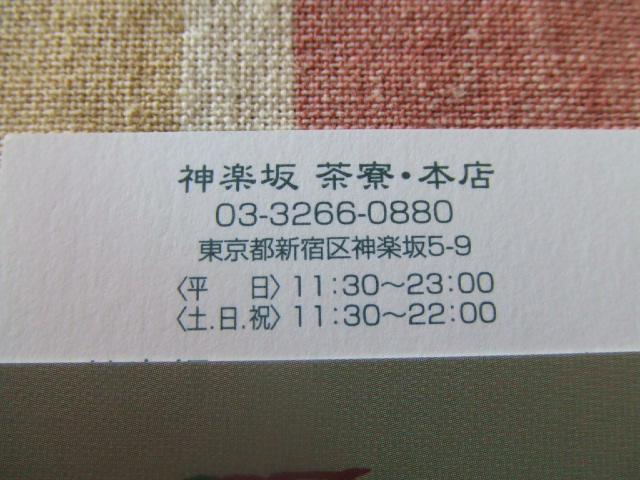 神楽坂 茶寮・本店
03-3266-0880
東京都新宿区神楽坂5-9
〈平　日〉11:30〜23:00
〈土.日.祝〉11:30〜22:00